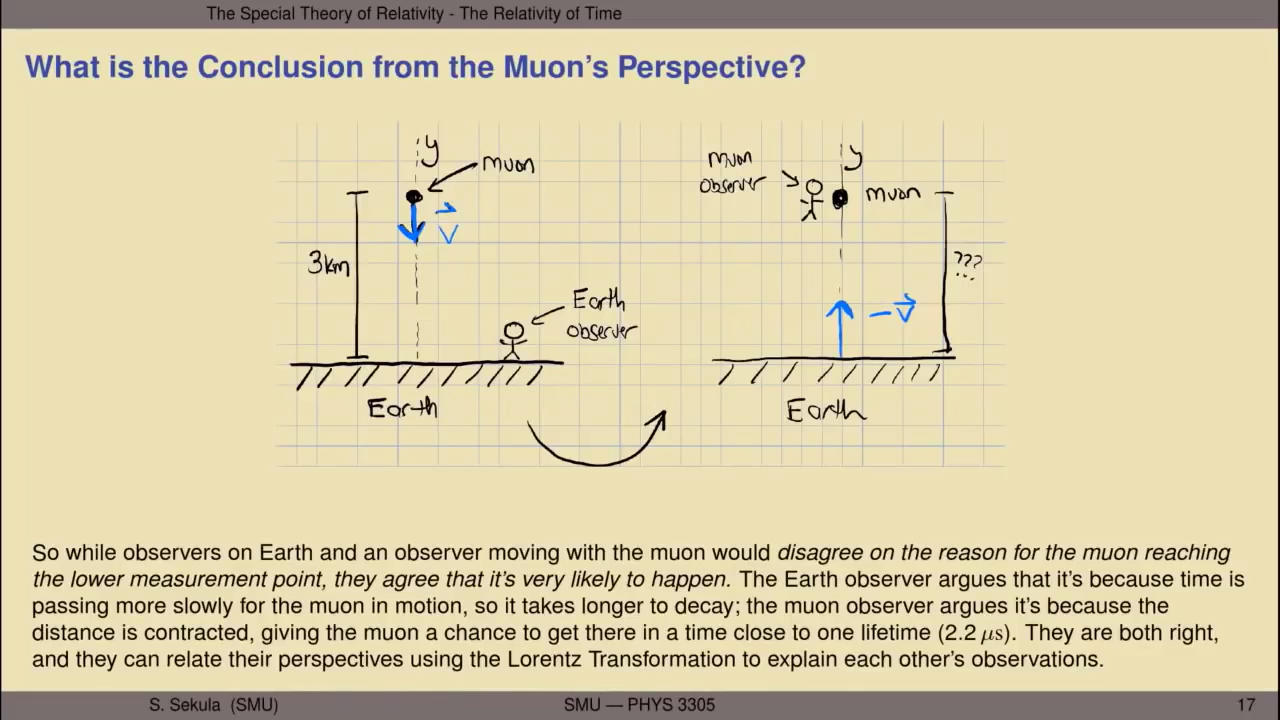 The Special Theory of Relativity - The Relativity of Time
What is the Conclusion from the Muon's Perspective?
y
muon
V
3km
Earth
observer
Earth
muon
observer
y
muon
???
-V
Earth
So while observers on Earth and an observer moving with the muon would disagree on the reason for the muon reaching
the lower measurement point, they agree that it's very likely to happen. The Earth observer argues that it's because time is
passing more slowly for the muon in motion, so it takes longer to decay; the muon observer argues it's because the
distance is contracted, giving the muon a chance to get there in a time close to one lifetime (2.2 μs). They are both right,
and they can relate their perspectives using the Lorentz Transformation to explain each other's observations.
S. Sekula (SMU)
SMU — PHYS 3305
17